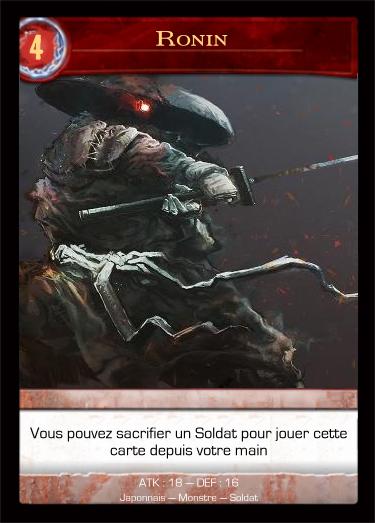 4
Ronin
Vous pouvez sacrifier un Soldat pour jouer cette
carte depuis votre main
ATK : 18 — DEF : 16
Japonnais — Monstre — Soldat